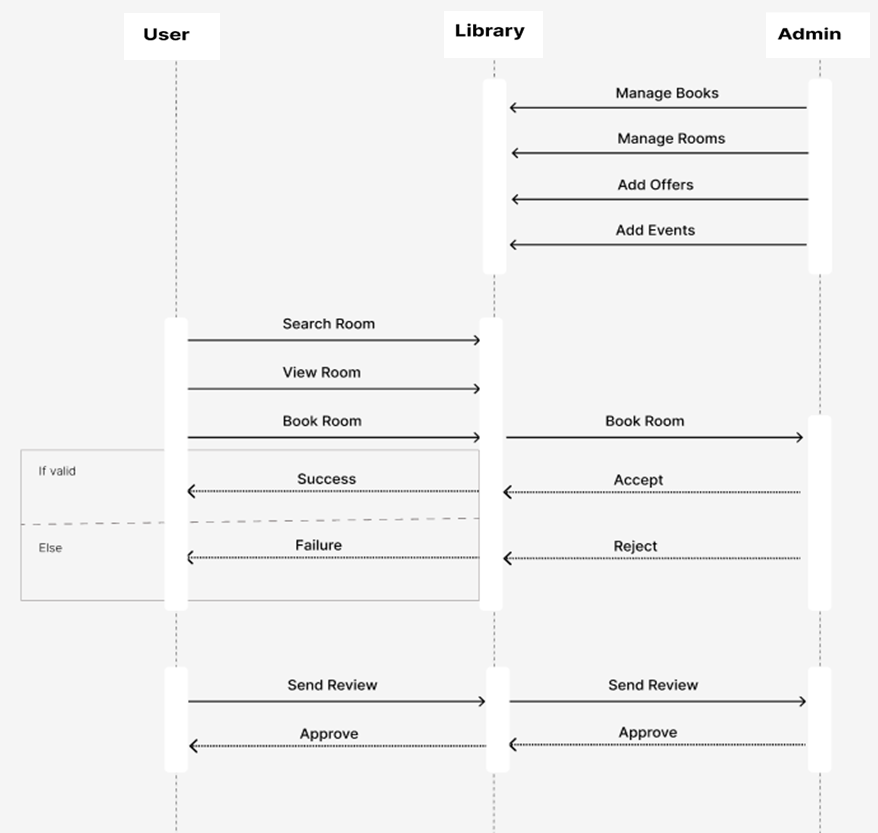 User
Library
Admin
Manage Books
Manage Rooms
Add Offers
Add Events
Search Room
View Room
Book Room
Book Room
If valid
Success
Accept
Else
Failure
Reject
Send Review
Send Review
Approve
Approve